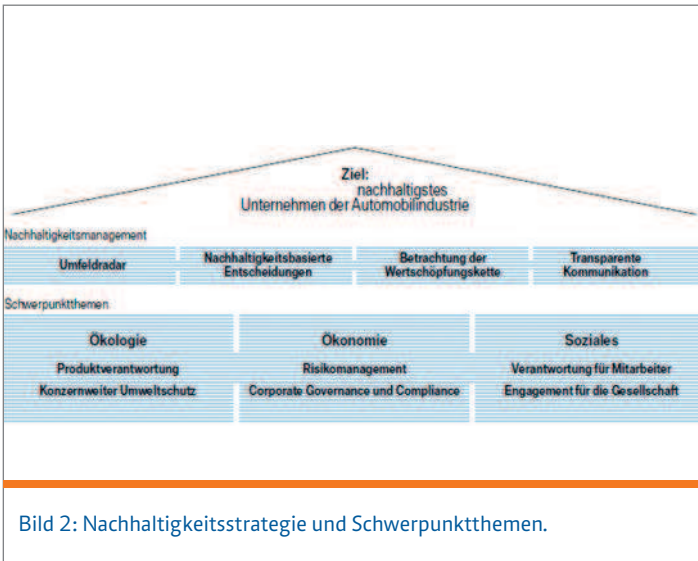 Ziel:
nachhaltigstes
Unternehmen der Automobilindustrie
Nachhaltigkeitsmanagement
Umfeldradar
Nachhaltigkeitsbasierte
Entscheidungen
Betrachtung der
Wertschöpfungskette
Transparente
Kommunikation
Schwerpunktthemen
Ökologie
Produktverantwortung
Konzernweiter Umweltschutz
Ökonomie
Risikomanagement
Corporate Governance und Compliance
Soziales
Verantwortung für Mitarbeiter
Engagement für die Gesellschaft
Bild 2: Nachhaltigkeitsstrategie und Schwerpunktthemen.